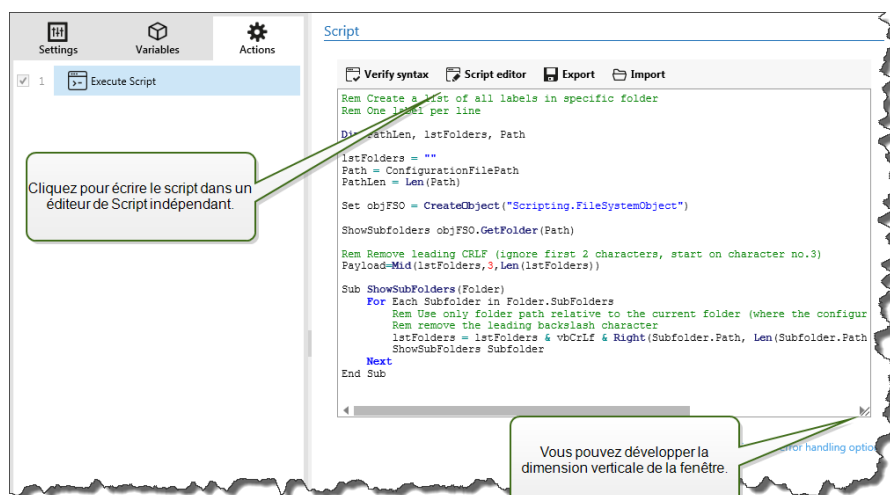 Settings
Variables
Actions
1 Execute Script
Script
Verify syntax Script editor Export Import
Rem Create a list of all labels in specific folder
Rem One label per line
Dim PathLen, lstFolders, Path
lstFolders = ""
Path = ConfigurationFilePath
PathLen = Len(Path)
Set objFSO = CreateObject("Scripting.FileSystemObject")
ShowSubfolders objFSO.GetFolder(Path)
Rem Remove leading CRLF (ignore first 2 characters, start on character no.3)
Payload=Mid(lstFolders,3,Len(lstFolders))
Sub ShowSubFolders(Folder)
For Each Subfolder in Folder.SubFolders
Rem Use only folder path relative to the current folder (where the configur
Rem remove the leading backslash character
lstFolders = lstFolders & vbCrLf & Right(Subfolder.Path, Len(Subfolder.Path
ShowSubFolders Subfolder
Next
End Sub
Cliquez pour écrire le script dans un
éditeur de Script indépendant.
Vous pouvez développer la
dimension verticale de la fenêtre.
error handling optio